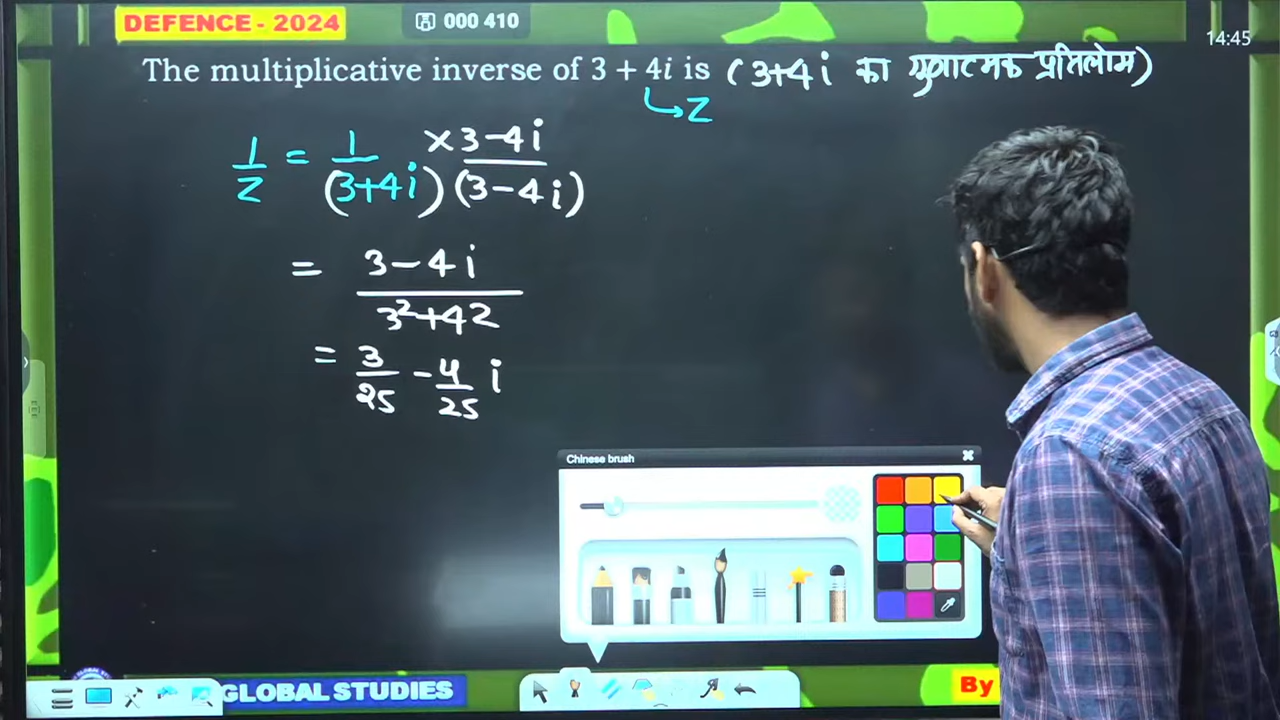 DEFENCE - 2024
000 410
14:45
The multiplicative inverse of 3 + 4i is (3+4i का गुणात्मक प्रतिलोम)
→ Z
1/Z = 1/(3+4i) × 3-4i/(3-4i)
= 3-4i / 3²+42
= 3/25 - 4/25 i
Chinese brush
GLOBAL STUDIES
By